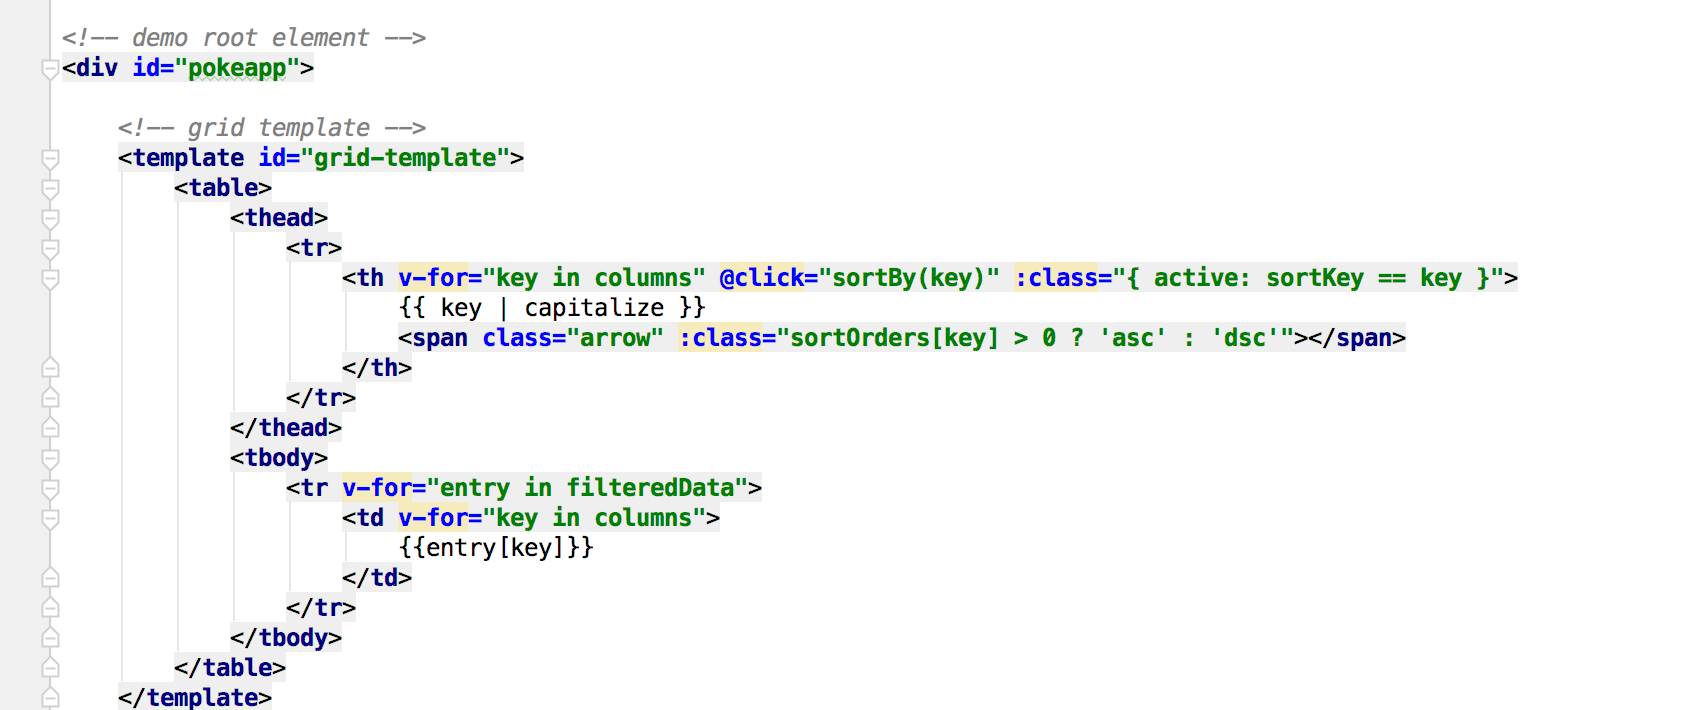 <!-- demo root element -->
<div id="pokeapp">
<!-- grid template -->
<template id="grid-template">
<table>
<thead>
<tr>
<th v-for="key in columns" @click="sortBy(key)" :class="{ active: sortKey == key }">
{{ key | capitalize }}
<span class="arrow" :class="sortOrders[key] > 0 ? 'asc' : 'dsc'"></span>
</th>
</tr>
</thead>
<tbody>
<tr v-for="entry in filteredData">
<td v-for="key in columns">
{{entry[key]}}
</td>
</tr>
</tbody>
</table>
</template>